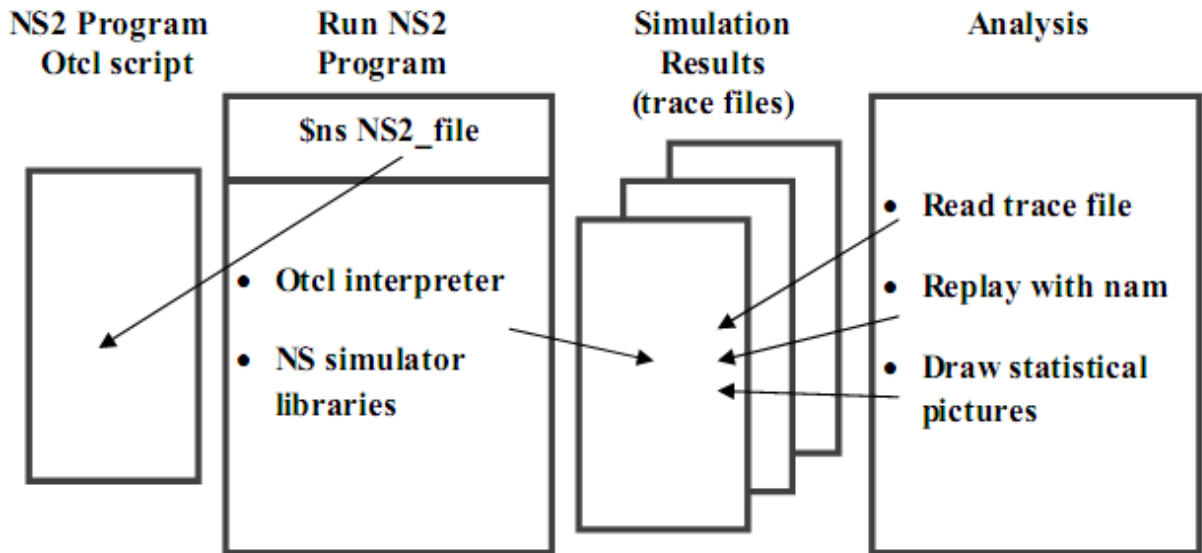 NS2 Program
Otcl script
Run NS2
Program
Simulation
Results
(trace files)
Analysis
$ns NS2_file
• Otcl interpreter
• NS simulator
libraries
• Read trace file
• Replay with nam
• Draw statistical
pictures